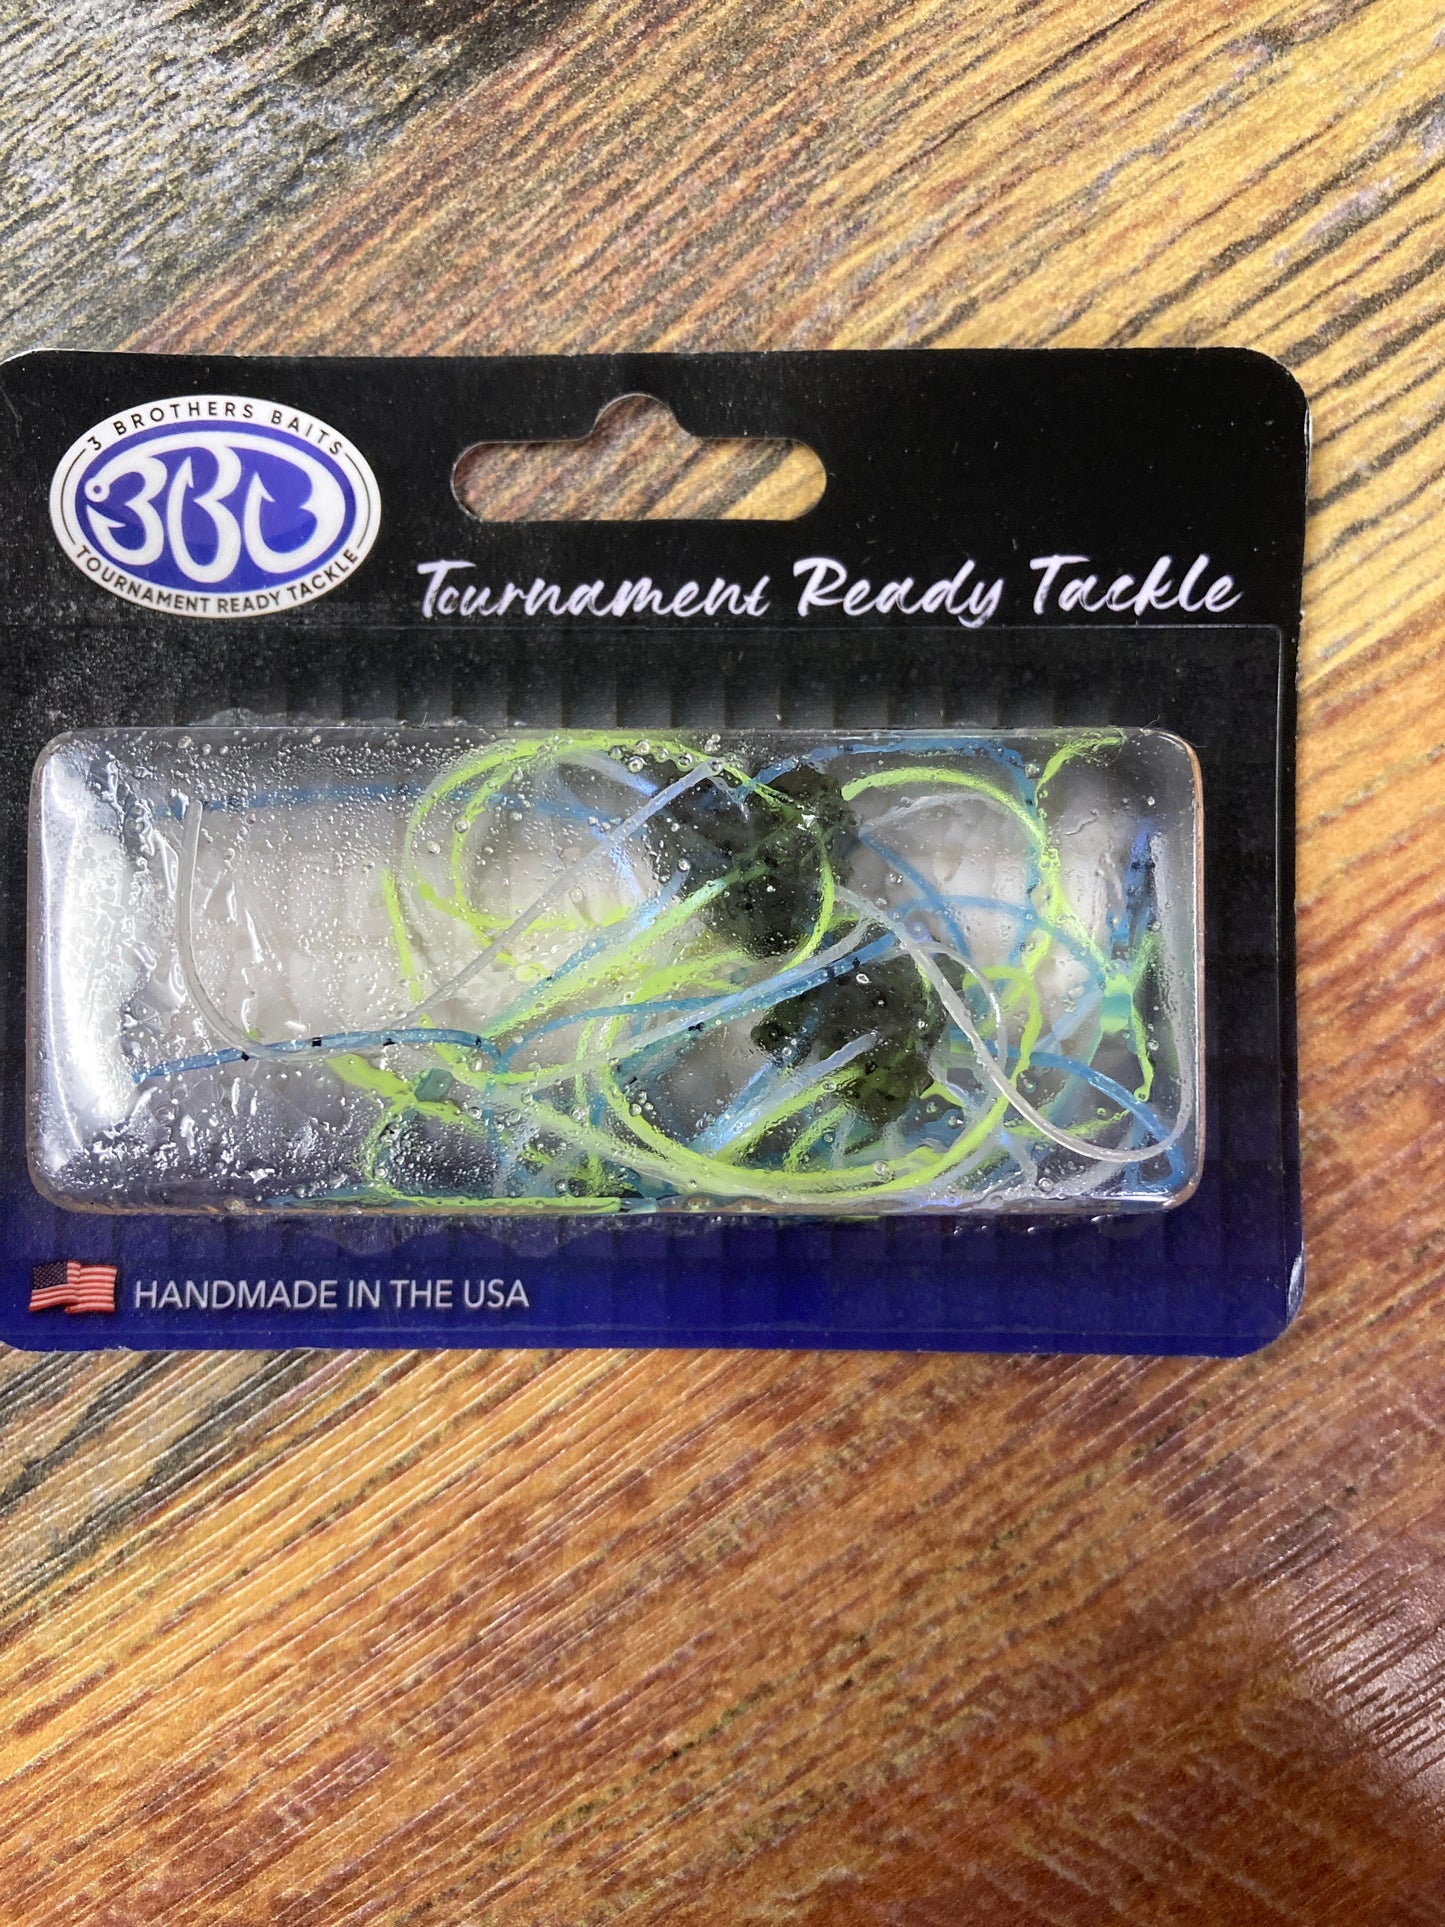 3 BROTHERS BAITS
3BB
TOURNAMENT READY TACKLE
Tournament Ready Tackle
HANDMADE IN THE USA